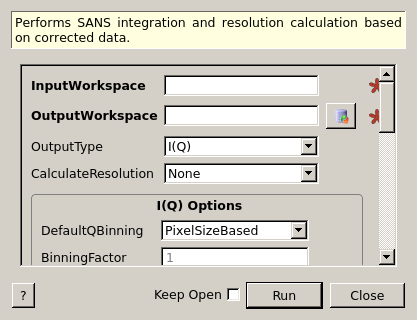 Performs SANS integration and resolution calculation based
on corrected data.
InputWorkspace
OutputWorkspace
OutputType I(Q)
CalculateResolution None
I(Q) Options
DefaultQBinning PixelSizeBased
BinningFactor 1
? Keep Open Run Close